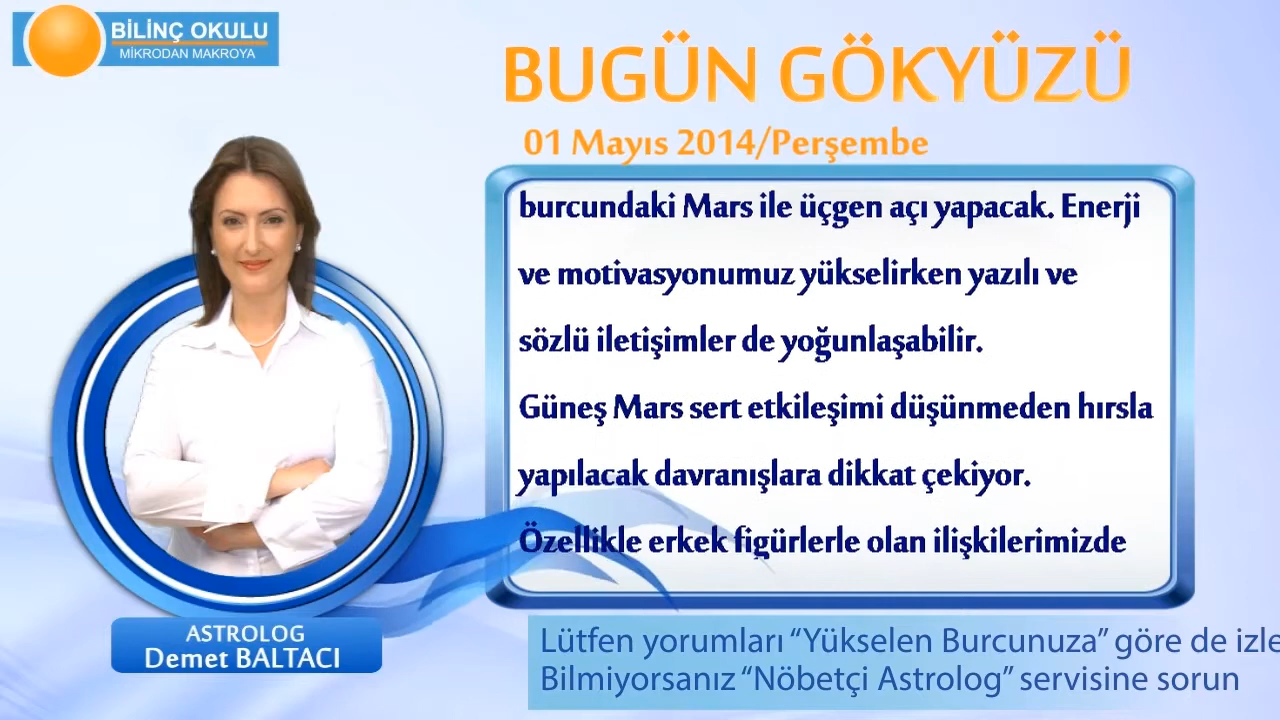 BİLİNÇ OKULU
MİKRODAN MAKROYA
BUGÜN GÖKYÜZÜ
01 Mayıs 2014/Perşembe
burcundaki Mars ile üçgen açı yapacak. Enerji
ve motivasyonumuz yükselirken yazılı ve
sözlü iletişimler de yoğunlaşabilir.
Güneş Mars sert etkileşimi düşünmeden hırsla
yapılacak davranışlara dikkat çekiyor.
Özellikle erkek figürlerle olan ilişkilerimizde
ASTROLOG
Demet BALTACI
Lütfen yorumları “Yükselen Burcunuza” göre de izle
Bilmiyorsanız “Nöbetçi Astrolog” servisine sorun